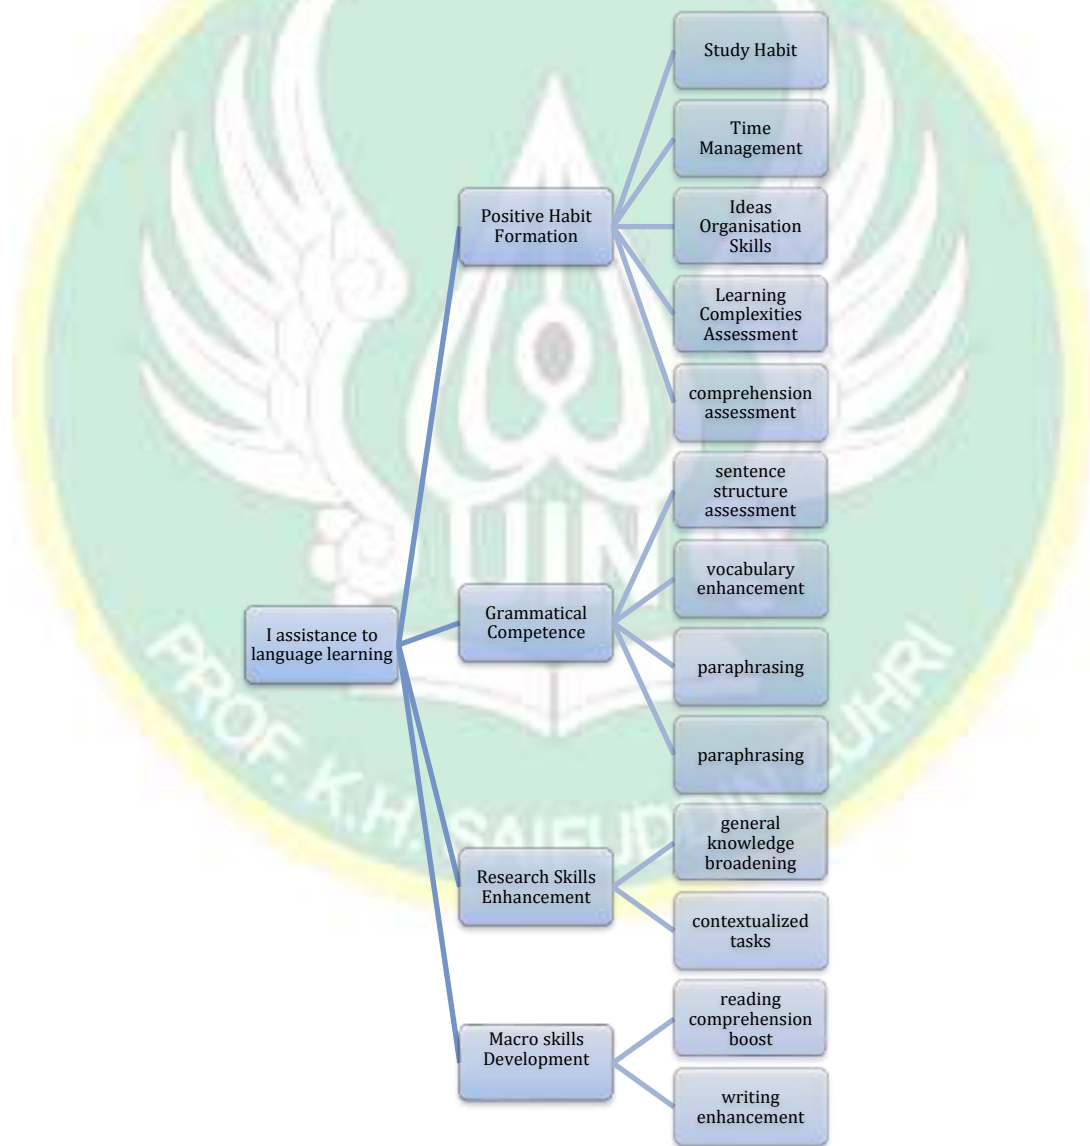 Study Habit
Time
Management
Ideas
Organisation
Skills
Positive Habit
Formation
Learning
Complexities
Assessment
comprehension
assessment
sentence
structure
assessment
vocabulary
enhancement
Grammatical
Competence
I assistance to
language learning
paraphrasing
paraphrasing
general
knowledge
broadening
Research Skills
Enhancement
contextualized
tasks
reading
comprehension
boost
Macro skills
Development
writing
enhancement
UIN
PROF. K.H. SAIFUDDIN ZUHRI